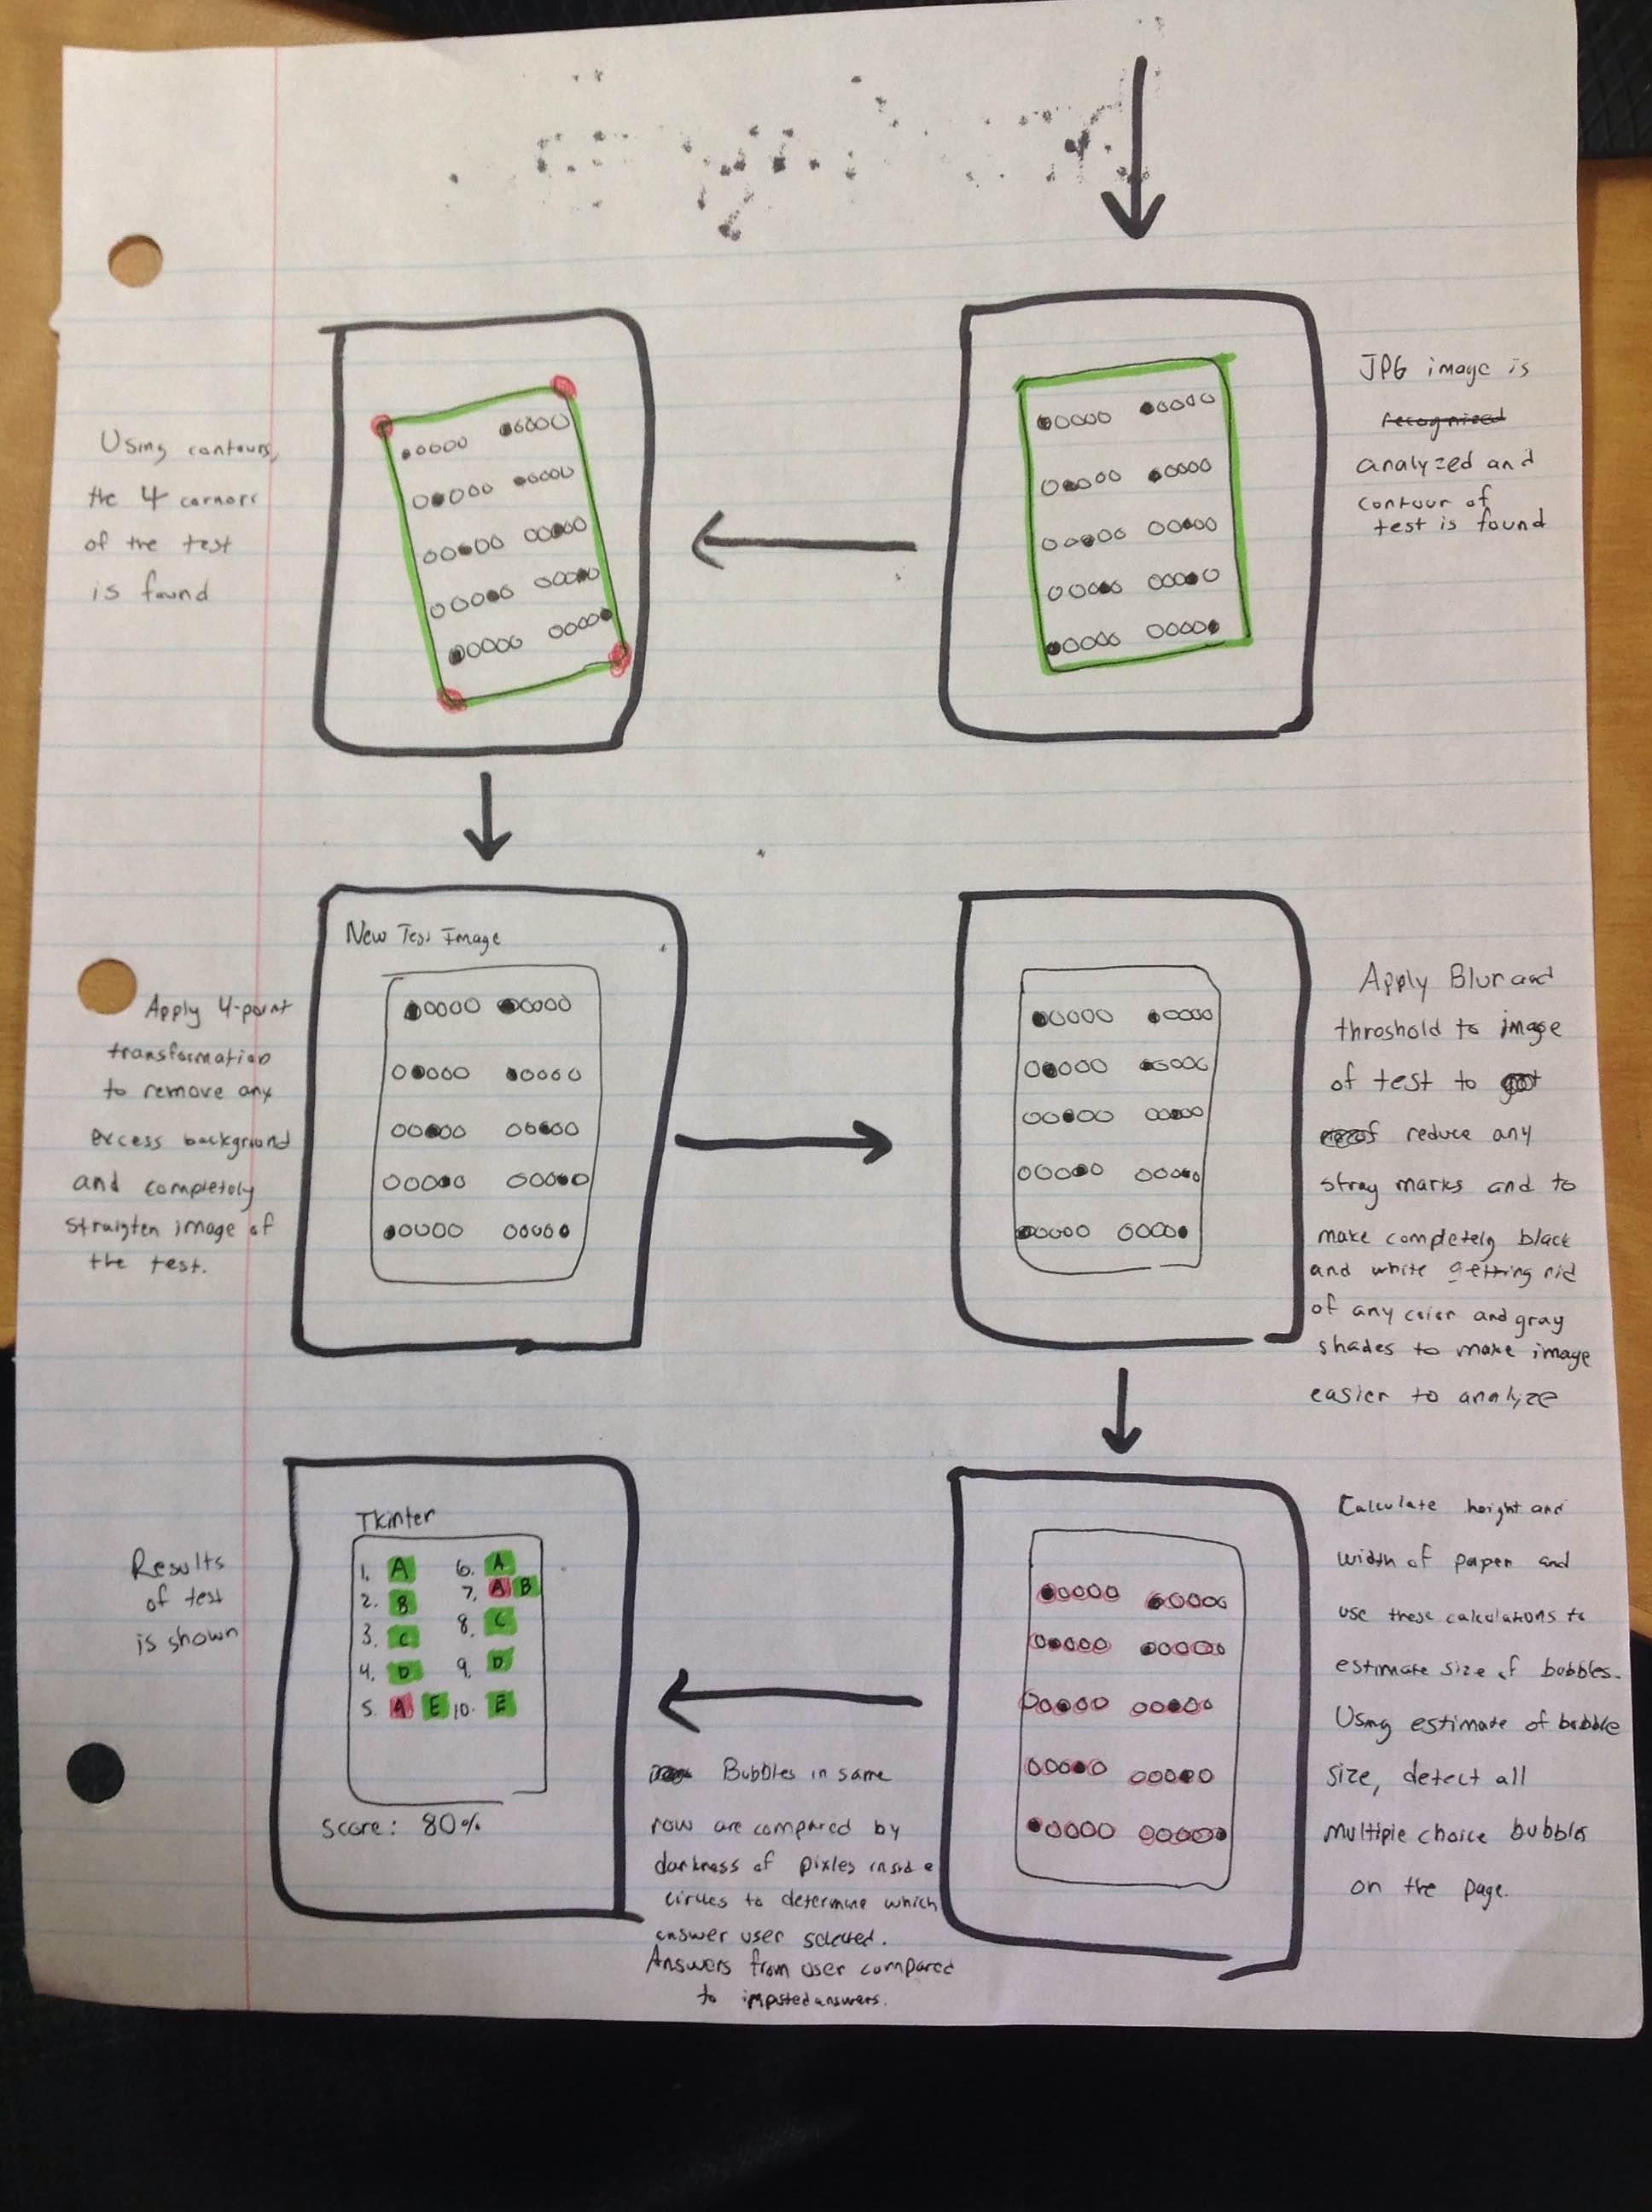 JPG image is
recognized
analyzed and
contour of
test is found
Using contours,
the 4 corners
of the test
is found
New Test Image
Apply 4-point
transformation
to remove any
excess background
and completely
straigten image of
the test.
Apply Blur and
threshold to image
of test to
reduce any
stray marks and to
make completely black
and white getting rid
of any color and gray
shades to make image
easier to analyze
Calculate height and
width of paper and
use these calculations to
estimate size of bubbles.
Using estimate of bubble
size, detect all
multiple choice bubbles
on the page.
Bubbles in same
row are compared by
darkness of pixles inside
circles to determine which
answer user selected.
Answers from user compared
to inputed answers.
Tkinter
1. A 6. A
2. B 7. A B
3. C 8. C
4. D 9. D
5. A E 10. E
Score: 80%
Results
of test
is shown